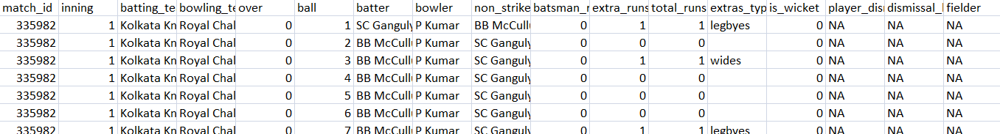 match_id inning batting_te bowling_te over ball batter bowler non_strike batsman_r extra_runs total_runs extras_typ is_wicket player_dis dismissal_ fielder
335982 1 Kolkata Kn Royal Chal 0 1 SC Ganguly P Kumar BB McCull 0 1 1 legbyes 0 NA NA NA
335982 1 Kolkata Kn Royal Chal 0 2 BB McCull P Kumar SC Ganguly 0 0 0 0 NA NA NA
335982 1 Kolkata Kn Royal Chal 0 3 BB McCull P Kumar SC Ganguly 0 1 1 wides 0 NA NA NA
335982 1 Kolkata Kn Royal Chal 0 4 BB McCull P Kumar SC Ganguly 0 0 0 0 NA NA NA
335982 1 Kolkata Kn Royal Chal 0 5 BB McCull P Kumar SC Ganguly 0 0 0 0 NA NA NA
335982 1 Kolkata Kn Royal Chal 0 6 BB McCull P Kumar SC Ganguly 0 0 0 0 NA NA NA
335982 1 Kolkata Kn Royal Chal 0 7 BB McCull P Kumar SC Ganguly 0 1 1 legbyes 0 NA NA NA